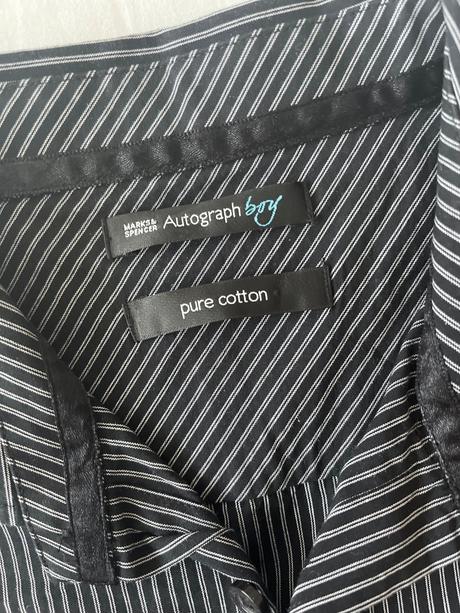 MARKS&
SPENCER
Autograph boy
pure cotton